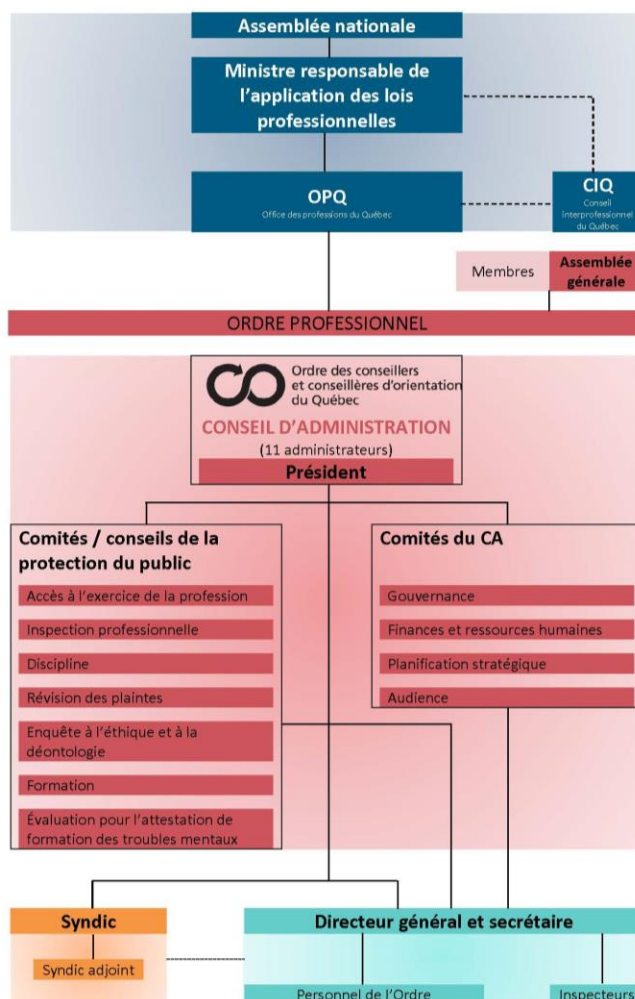 Assemblée nationale
Ministre responsable de
l'application des lois
professionnelles
OPQ
Office des professions du Québec
CIQ
Conseil
interprofessionnel
du Québec
Membres
Assemblée
générale
ORDRE PROFESSIONNEL
Ordre des conseillers
et conseillères d'orientation
du Québec
CONSEIL D'ADMINISTRATION
(11 administrateurs)
Président
Comités / conseils de la
protection du public
Accès à l'exercice de la profession
Inspection professionnelle
Discipline
Révision des plaintes
Enquête à l'éthique et à la
déontologie
Formation
Évaluation pour l'attestation de
formation des troubles mentaux
Comités du CA
Gouvernance
Finances et ressources humaines
Planification stratégique
Audience
Syndic
Syndic adjoint
Directeur général et secrétaire
Personnel de l'Ordre
Inspecteurs